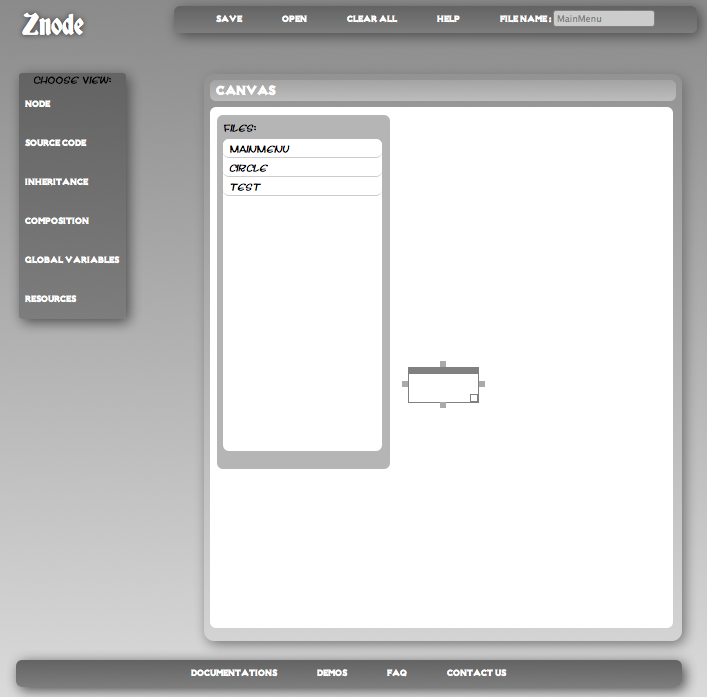 Znode
SAVE OPEN CLEAR ALL HELP FILE NAME : MainMenu
CHOOSE VIEW:
NODE
SOURCE CODE
INHERITANCE
COMPOSITION
GLOBAL VARIABLES
RESOURCES
CANVAS
FILES:
MAINMENU
CIRCLE
TEST
DOCUMENTATIONS DEMOS FAQ CONTACT US